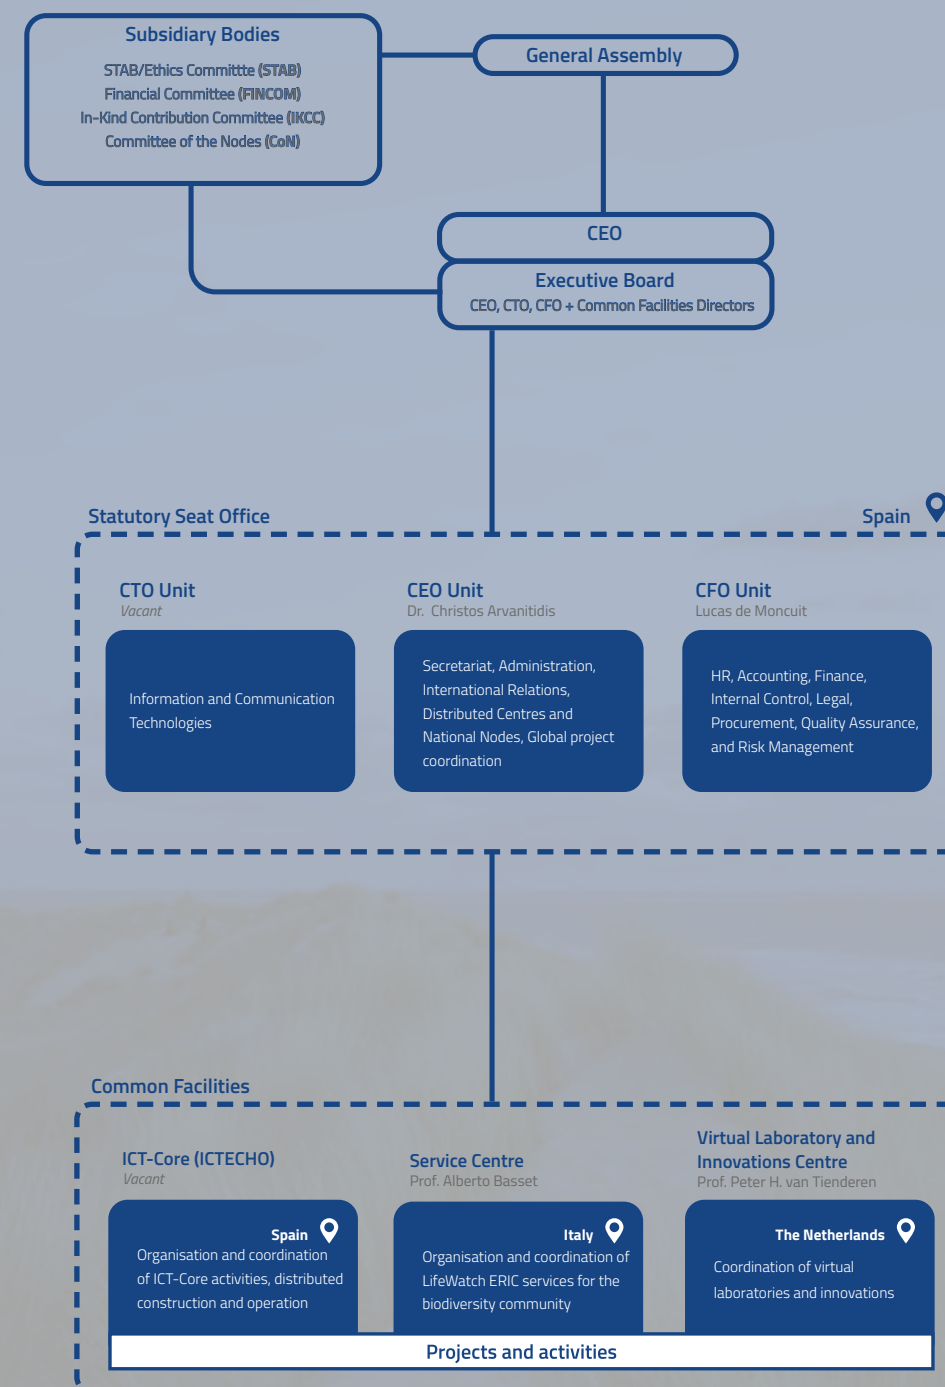 Subsidiary Bodies
STAB/Ethics Committte (STAB)
Financial Committee (FINCOM)
In-Kind Contribution Committee (IKCC)
Committee of the Nodes (CoN)
General Assembly
CEO
Executive Board
CEO, CTO, CFO + Common Facilities Directors
Statutory Seat Office
Spain
CTO Unit
Vacant
Information and Communication
Technologies
CEO Unit
Dr. Christos Arvanitidis
Secretariat, Administration,
International Relations,
Distributed Centres and
National Nodes, Global project
coordination
CFO Unit
Lucas de Moncuit
HR, Accounting, Finance,
Internal Control, Legal,
Procurement, Quality Assurance,
and Risk Management
Common Facilities
ICT-Core (ICTECHO)
Vacant
Spain
Organisation and coordination
of ICT-Core activities, distributed
construction and operation
Service Centre
Prof. Alberto Basset
Italy
Organisation and coordination of
LifeWatch ERIC services for the
biodiversity community
Virtual Laboratory and
Innovations Centre
Prof. Peter H. van Tienderen
The Netherlands
Coordination of virtual
laboratories and innovations
Projects and activities